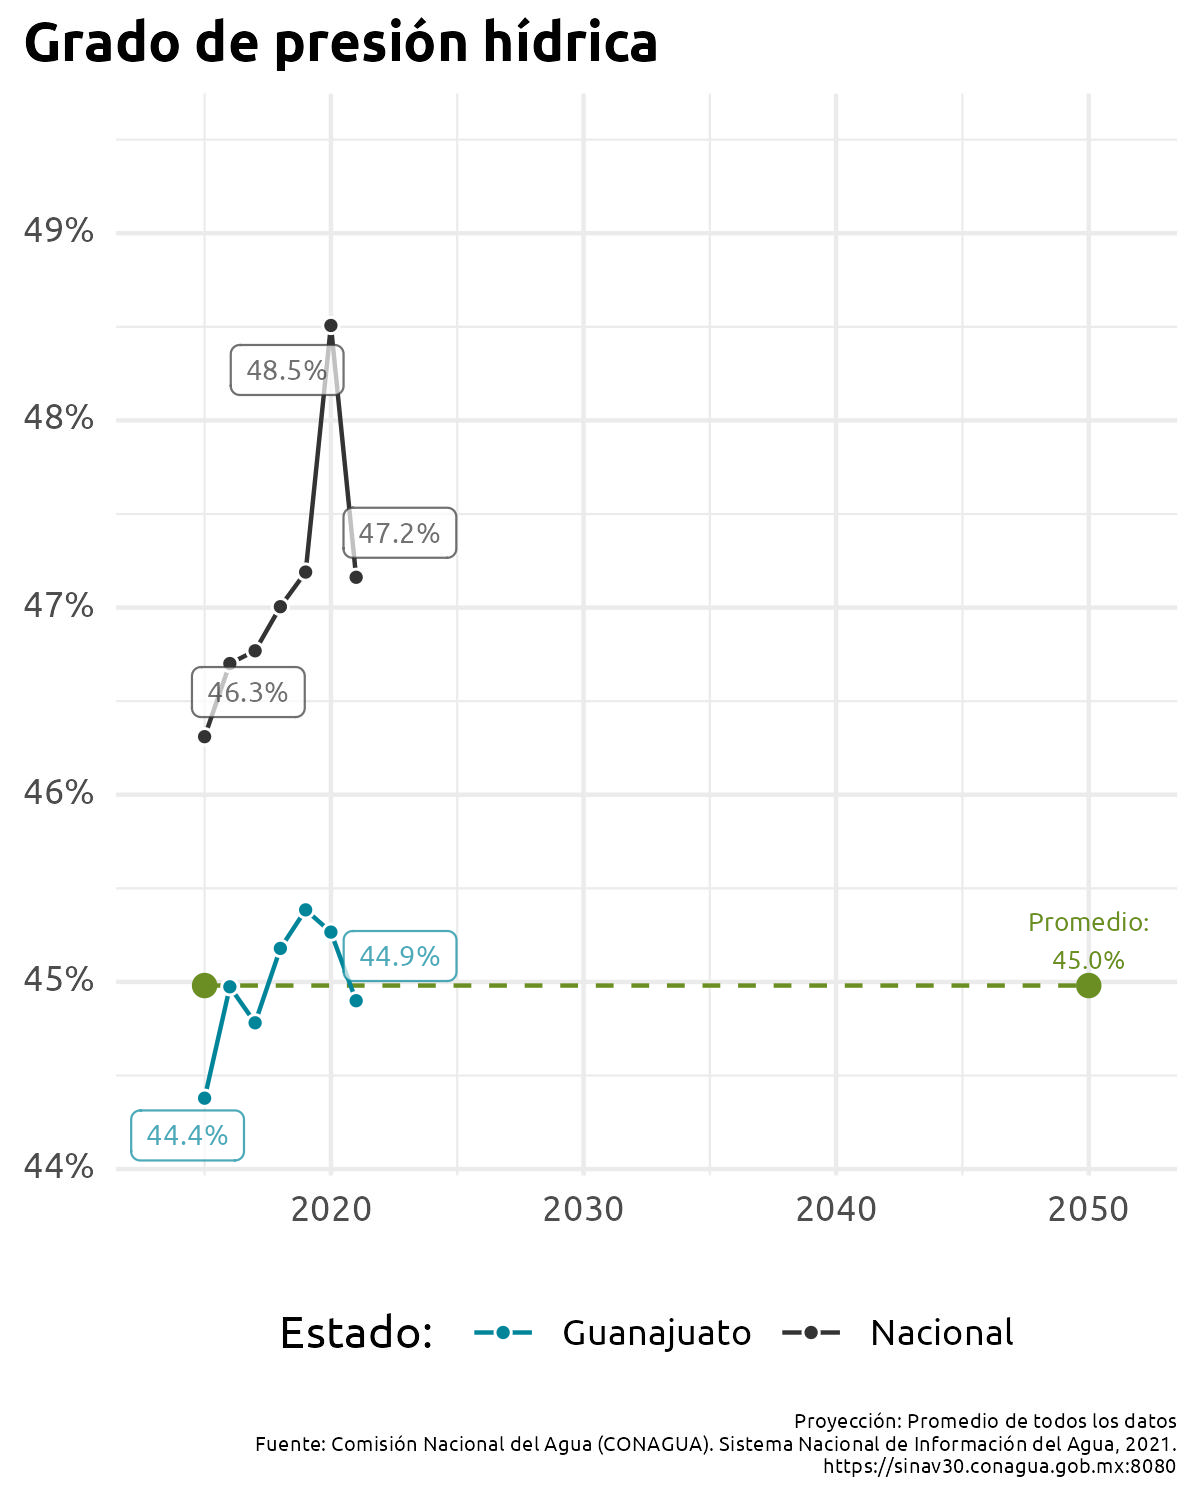 Grado de presión hídrica
49%
48.5%
48%
47.2%
47%
46.3%
46%
Promedio:
45.0%
44.9%
45%
44.4%
44%
2020 2030 2040 2050
Estado: Guanajuato Nacional
Proyección: Promedio de todos los datos
Fuente: Comisión Nacional del Agua (CONAGUA). Sistema Nacional de Información del Agua, 2021.
https://sinav30.conagua.gob.mx:8080